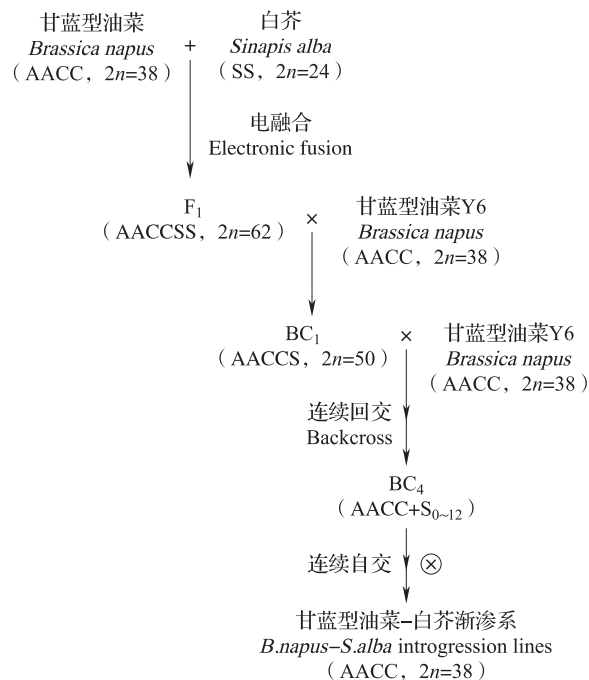 甘蓝型油菜 + 白芥
Brassica napus Sinapis alba
（AACC，2n=38） （SS，2n=24）
电融合
Electronic fusion
F₁ × 甘蓝型油菜Y6
（AACCSS，2n=62） Brassica napus
（AACC，2n=38）
BC₁ × 甘蓝型油菜Y6
（AACCS，2n=50） Brassica napus
（AACC，2n=38）
连续回交
Backcross
BC₄
（AACC+S₀~₁₂）
连续自交 ⊗
甘蓝型油菜-白芥渐渗系
B.napus-S.alba introgression lines
（AACC，2n=38）